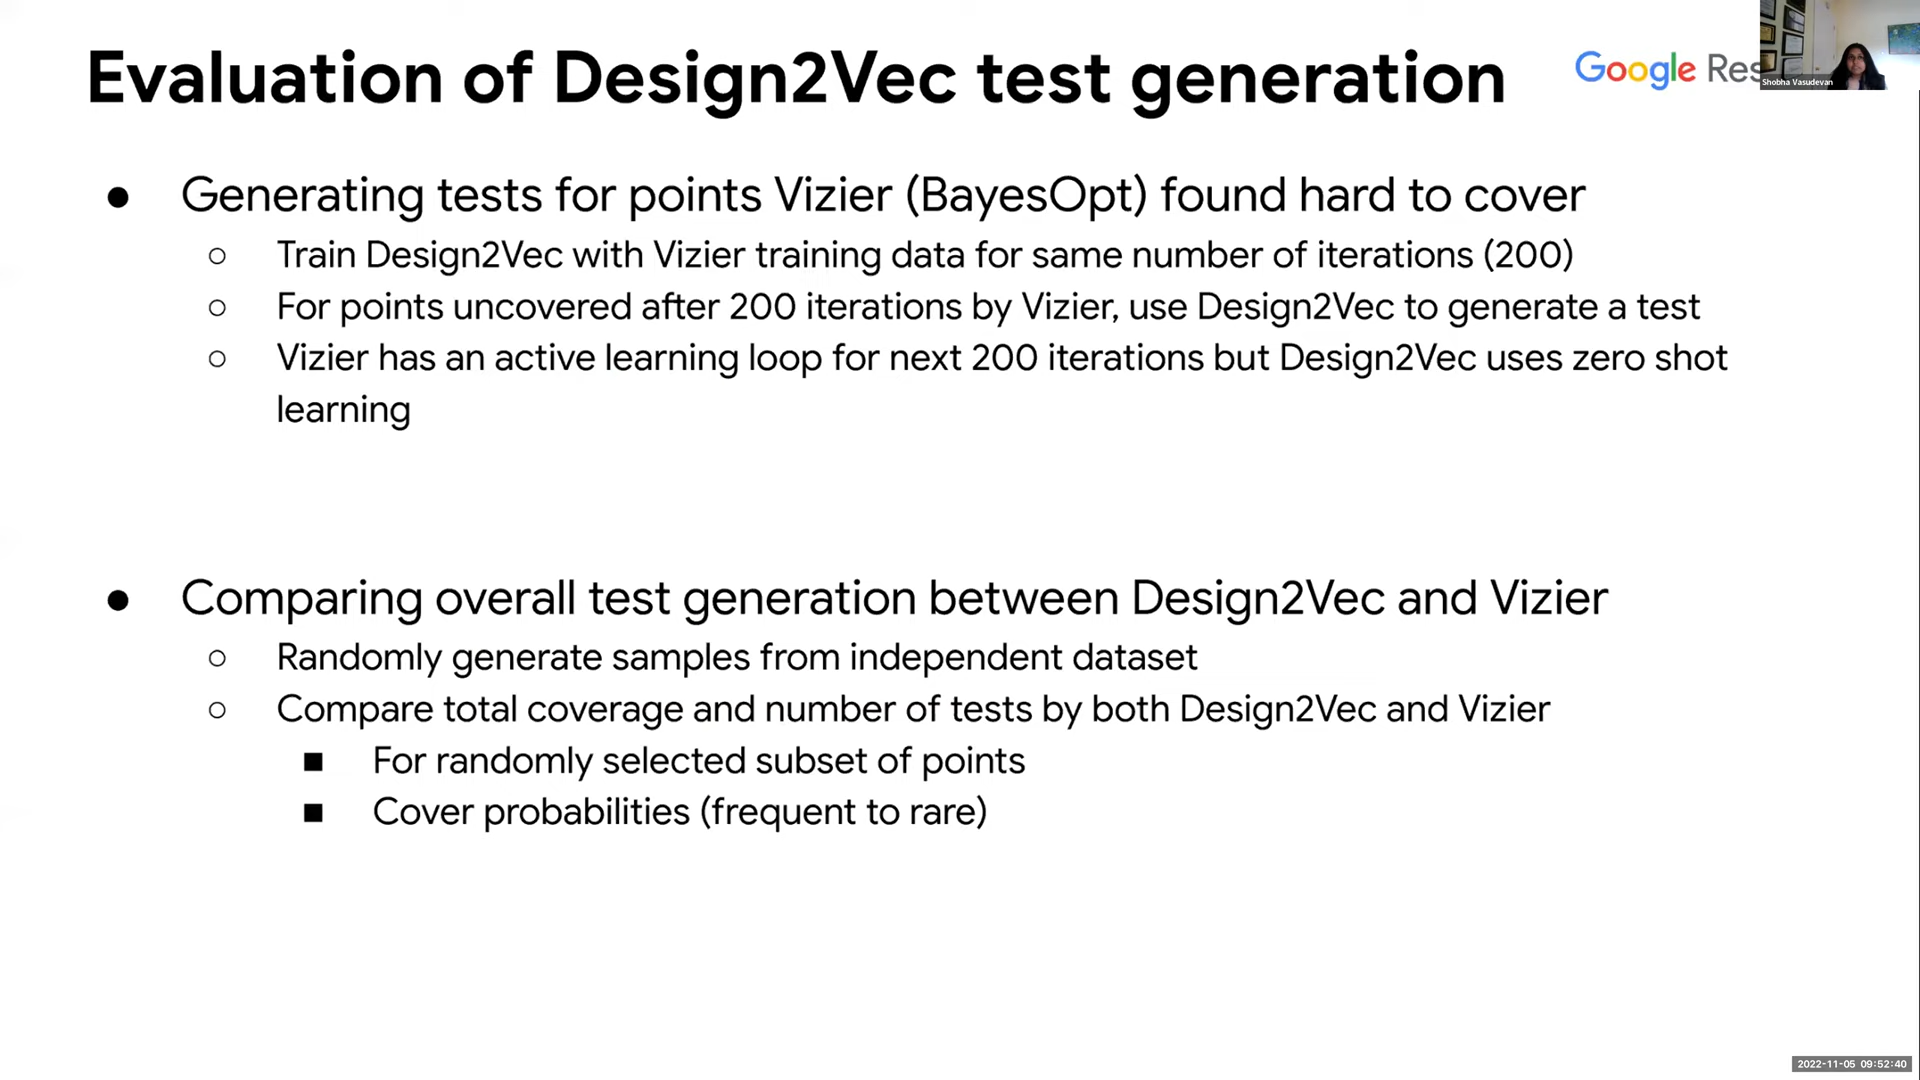 Evaluation of Design2Vec test generation
Google Res
Shobha Vasudevan
● Generating tests for points Vizier (BayesOpt) found hard to cover
○ Train Design2Vec with Vizier training data for same number of iterations (200)
○ For points uncovered after 200 iterations by Vizier, use Design2Vec to generate a test
○ Vizier has an active learning loop for next 200 iterations but Design2Vec uses zero shot
learning
● Comparing overall test generation between Design2Vec and Vizier
○ Randomly generate samples from independent dataset
○ Compare total coverage and number of tests by both Design2Vec and Vizier
■ For randomly selected subset of points
■ Cover probabilities (frequent to rare)
2022-11-05 09:52:40